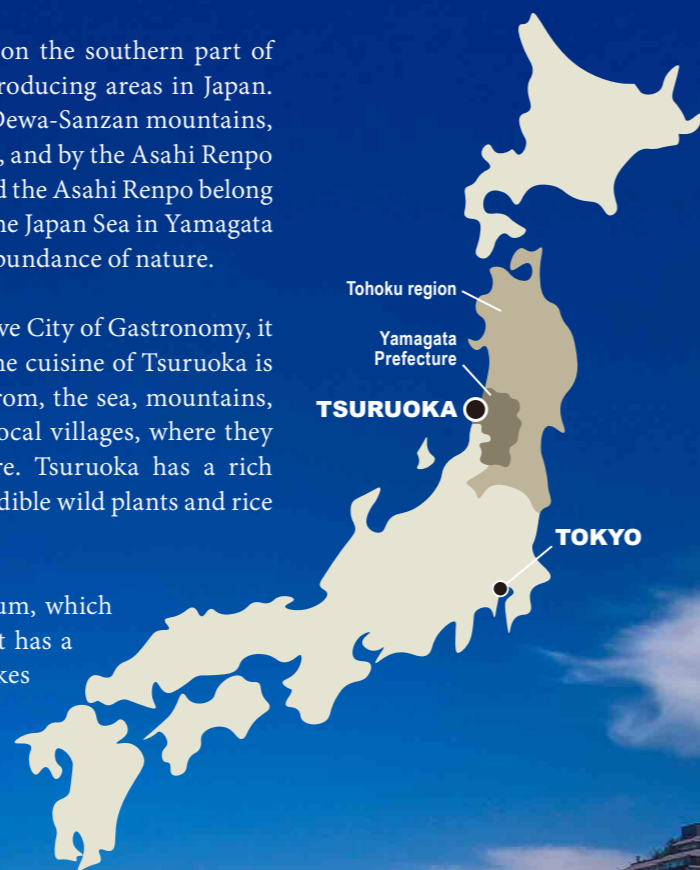 on the southern part of
roducing areas in Japan.
Dewa-Sanzan mountains,
, and by the Asahi Renpo
d the Asahi Renpo belong
he Japan Sea in Yamagata
bundance of nature.
ve City of Gastronomy, it
he cuisine of Tsuruoka is
rom, the sea, mountains,
ocal villages, where they
re. Tsuruoka has a rich
dible wild plants and rice
um, which
t has a
kes
Tohoku region
Yamagata
Prefecture
TSURUOKA
TOKYO